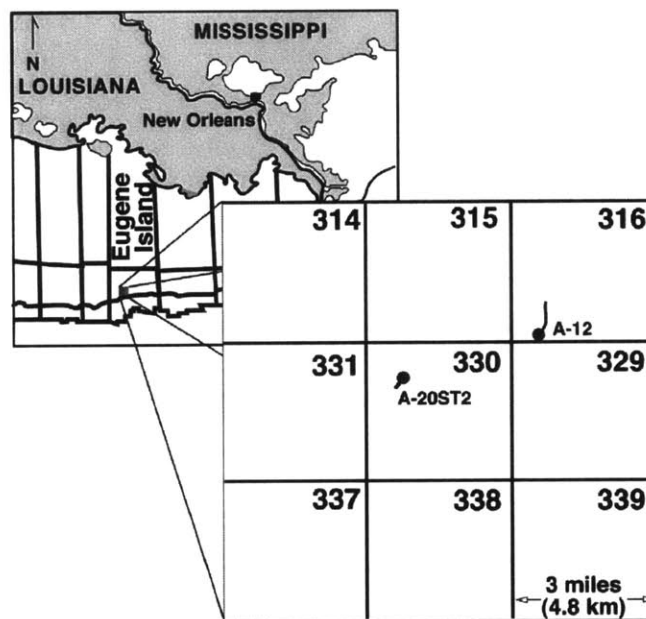 MISSISSIPPI
N
LOUISIANA
New Orleans
Eugene
Island
314
315
316
A-12
331
330
329
A-20ST2
337
338
339
3 miles
(4.8 km)